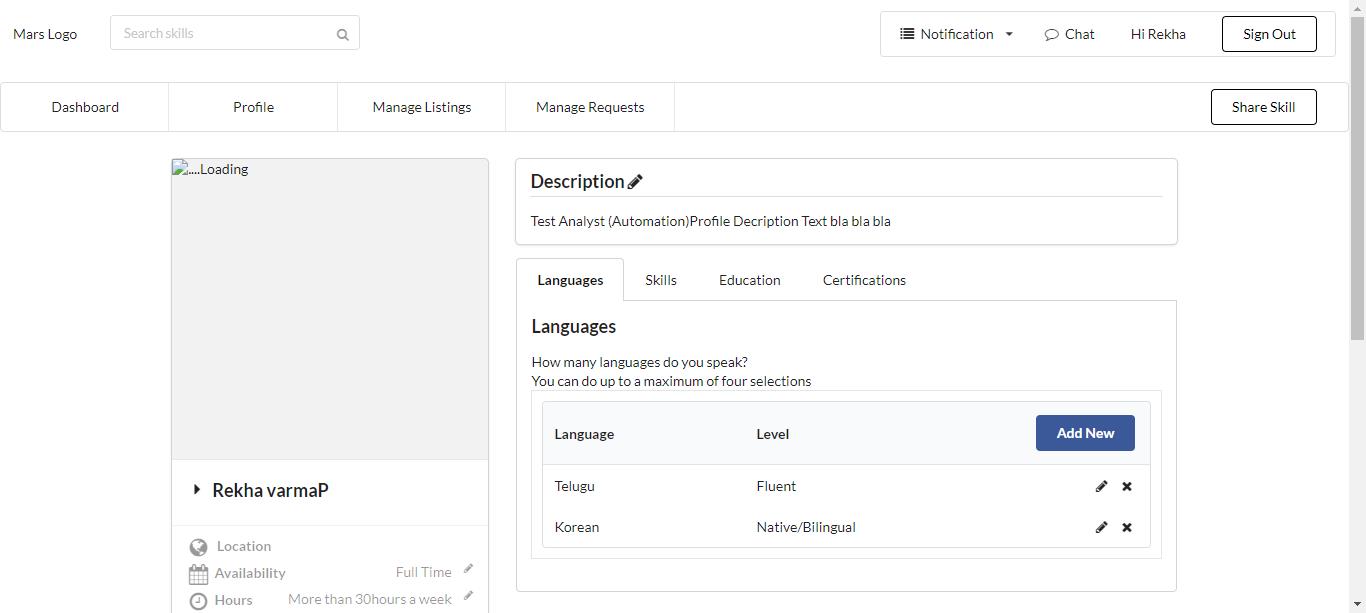 Mars Logo
Search skills
Notification Chat Hi Rekha Sign Out
Dashboard Profile Manage Listings Manage Requests Share Skill
....Loading
Description
Test Analyst (Automation)Profile Decription Text bla bla bla
Languages Skills Education Certifications
Languages
How many languages do you speak?
You can do up to a maximum of four selections
Language Level Add New
Telugu Fluent
Korean Native/Bilingual
Rekha varmaP
Location
Availability Full Time
Hours More than 30hours a week